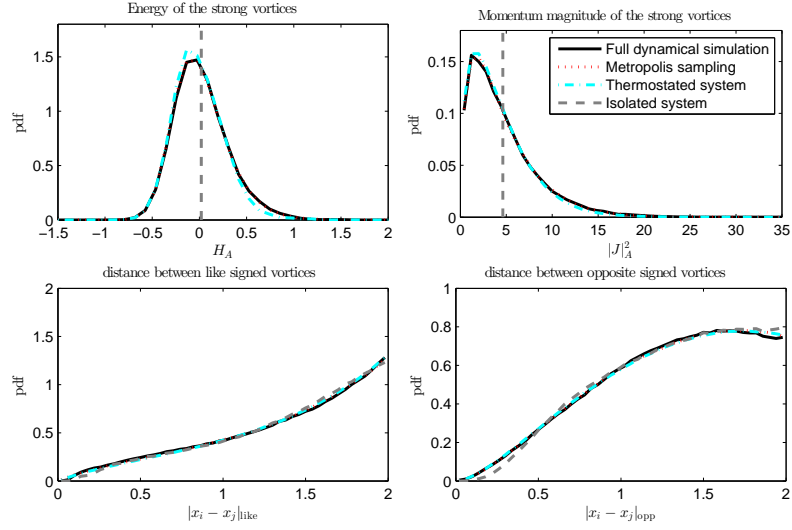 Energy of the strong vortices
Momentum magnitude of the strong vortices
pdf
0
0.5
1
1.5
−1.5 −1 −0.5 0 0.5 1 1.5 2
H_A
pdf
0
0.05
0.1
0.15
0 5 10 15 20 25 30 35
|J|²_A
Full dynamical simulation
Metropolis sampling
Thermostated system
Isolated system
distance between like signed vortices
distance between opposite signed vortices
pdf
0
0.5
1
1.5
2
0 0.5 1 1.5 2
|x_i − x_j|_like
pdf
0
0.2
0.4
0.6
0.8
1
0 0.5 1 1.5 2
|x_i − x_j|_opp